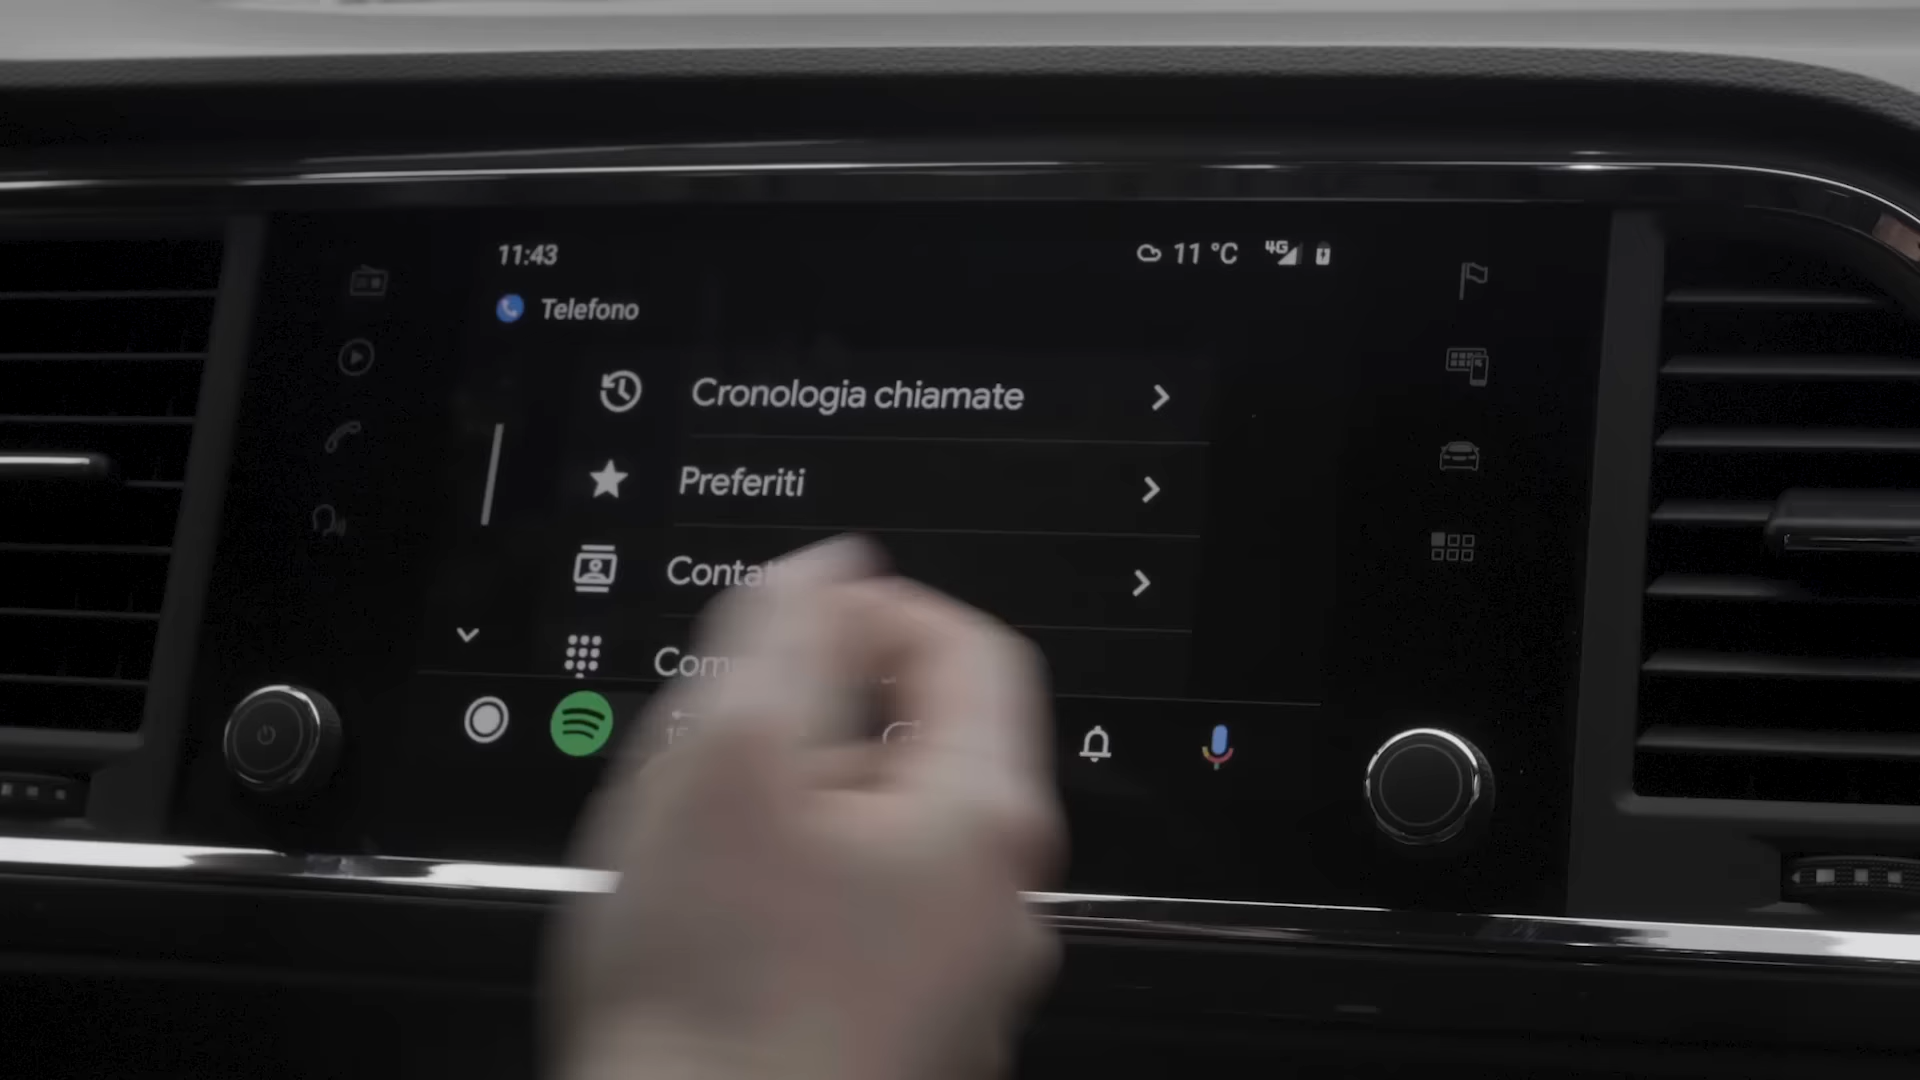 11:43
11 °C 4G
Telefono
Cronologia chiamate
Preferiti